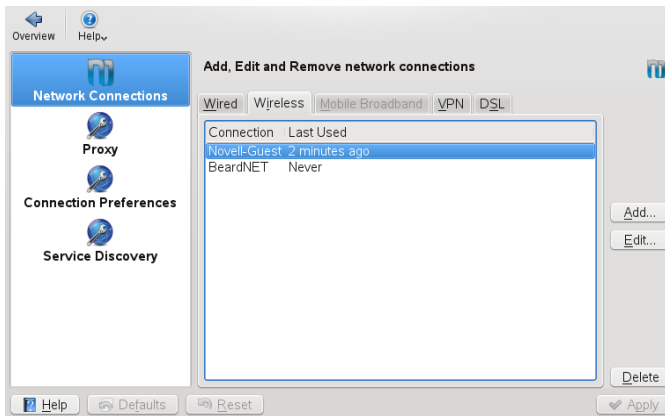 Overview
Help
Add, Edit and Remove network connections
Network Connections
Proxy
Connection Preferences
Service Discovery
Wired
Wireless
Mobile Broadband
VPN
DSL
Connection Last Used
Novell-Guest 2 minutes ago
BeardNET Never
Add...
Edit...
Delete
Help
Defaults
Reset
Apply